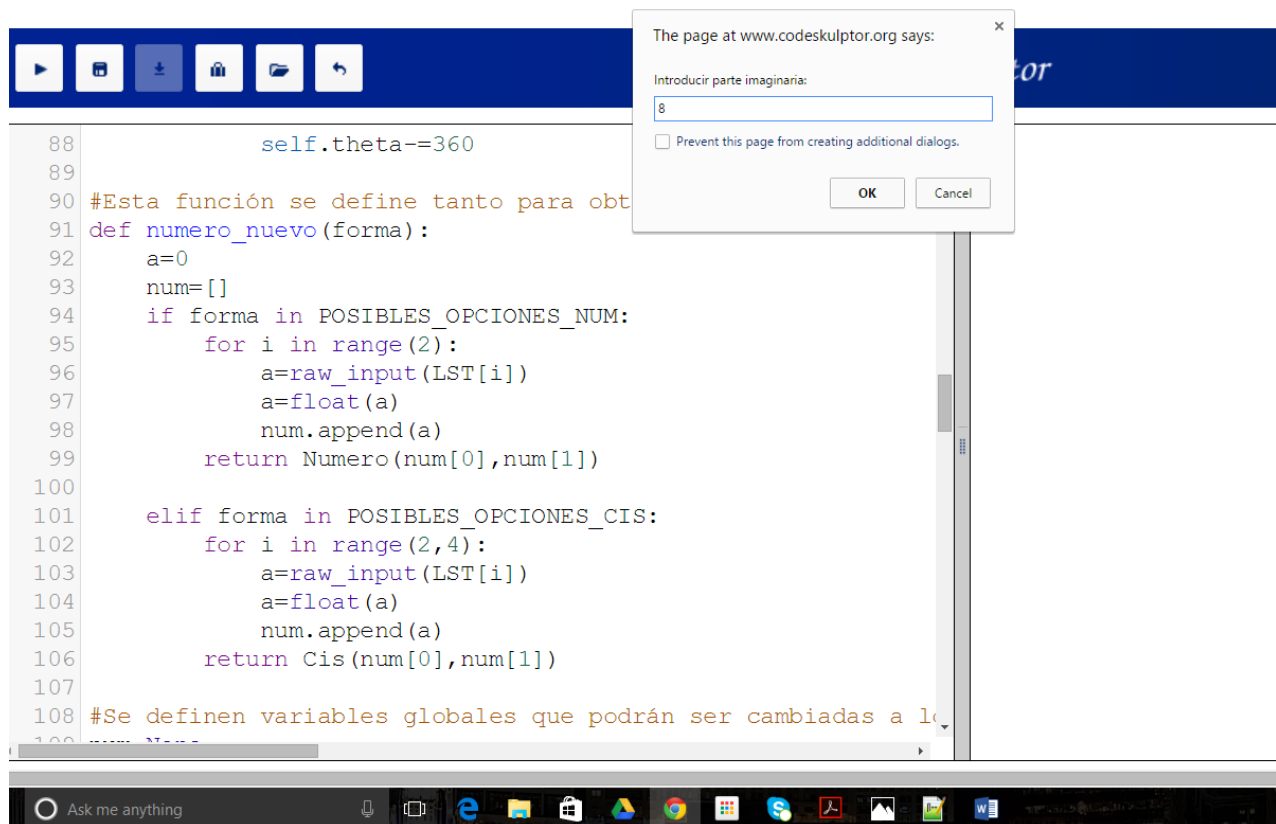 The page at www.codeskulptor.org says:
Introducir parte imaginaria:
8
Prevent this page from creating additional dialogs.
OK
Cancel
tor
88 self.theta-=360
89
90 #Esta función se define tanto para obt
91 def numero_nuevo(forma):
92 a=0
93 num=[]
94 if forma in POSIBLES_OPCIONES_NUM:
95 for i in range(2):
96 a=raw_input(LST[i])
97 a=float(a)
98 num.append(a)
99 return Numero(num[0],num[1])
100
101 elif forma in POSIBLES_OPCIONES_CIS:
102 for i in range(2,4):
103 a=raw_input(LST[i])
104 a=float(a)
105 num.append(a)
106 return Cis(num[0],num[1])
107
108 #Se definen variables globales que podrán ser cambiadas a l
Ask me anything